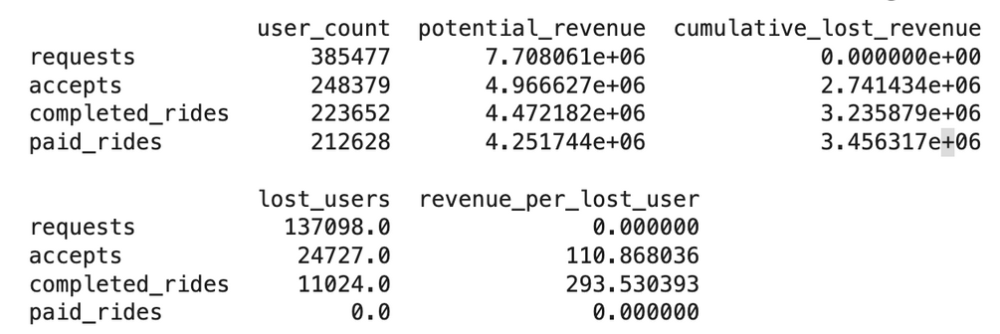 user_count potential_revenue cumulative_lost_revenue
requests 385477 7.708061e+06 0.000000e+00
accepts 248379 4.966627e+06 2.741434e+06
completed_rides 223652 4.472182e+06 3.235879e+06
paid_rides 212628 4.251744e+06 3.456317e+06
lost_users revenue_per_lost_user
requests 137098.0 0.000000
accepts 24727.0 110.868036
completed_rides 11024.0 293.530393
paid_rides 0.0 0.000000